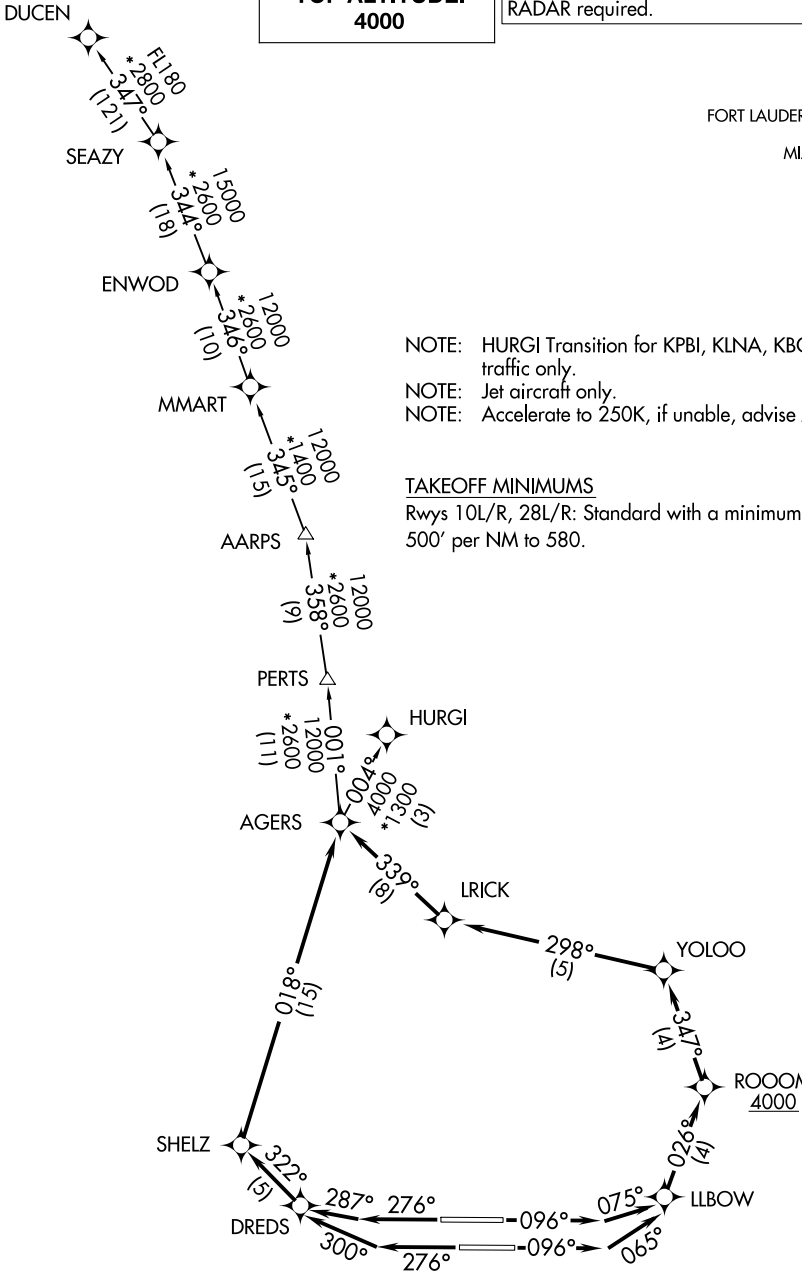 DUCEN
4000
RADAR required.
FL180
*2800
347°
(121)
FORT LAUDER
SEAZY
MI
15000
*2600
344°
(18)
ENWOD
12000
*2600
346°
(10)
NOTE: HURGI Transition for KPBI, KLNA, KBC
traffic only.
NOTE: Jet aircraft only.
NOTE: Accelerate to 250K, if unable, advise
MMART
12000
*1400
345°
(15)
TAKEOFF MINIMUMS
Rwys 10L/R, 28L/R: Standard with a minimum
500' per NM to 580.
AARPS
12000
*2600
358°
(9)
PERTS
HURGI
001°
12000
*2600
(11)
004°
4000
*1300
(3)
AGERS
339°
(8)
LRICK
298°
(5)
YOLOO
018°
(15)
347°
(4)
ROOOM
4000
026°
(4)
SHELZ
322°
(5)
LLBOW
DREDS
287°
276°
096°
075°
300°
276°
096°
065°